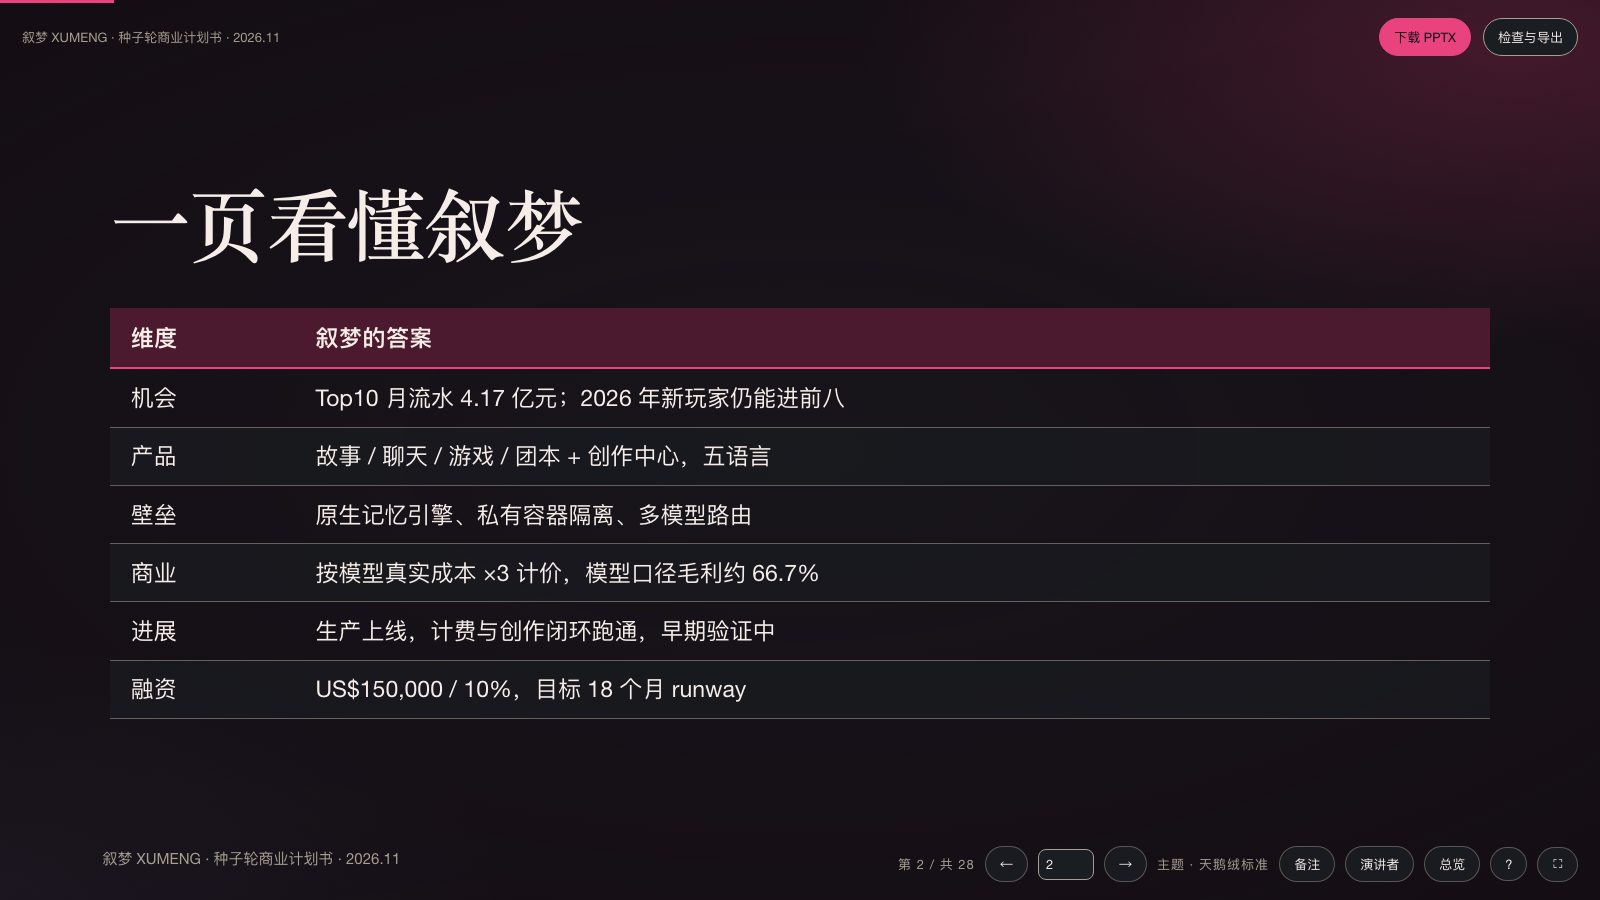 叙梦 XUMENG · 种子轮商业计划书 · 2026.11
下载 PPTX
检查与导出
一页看懂叙梦
维度 叙梦的答案
机会 Top10 月流水 4.17 亿元；2026 年新玩家仍能进前八
产品 故事 / 聊天 / 游戏 / 团本 + 创作中心，五语言
壁垒 原生记忆引擎、私有容器隔离、多模型路由
商业 按模型真实成本 ×3 计价，模型口径毛利约 66.7%
进展 生产上线，计费与创作闭环跑通，早期验证中
融资 US$150,000 / 10%，目标 18 个月 runway
叙梦 XUMENG · 种子轮商业计划书 · 2026.11
第 2 / 共 28 ← 2 → 主题 · 天鹅绒标准 备注 演讲者 总览 ?